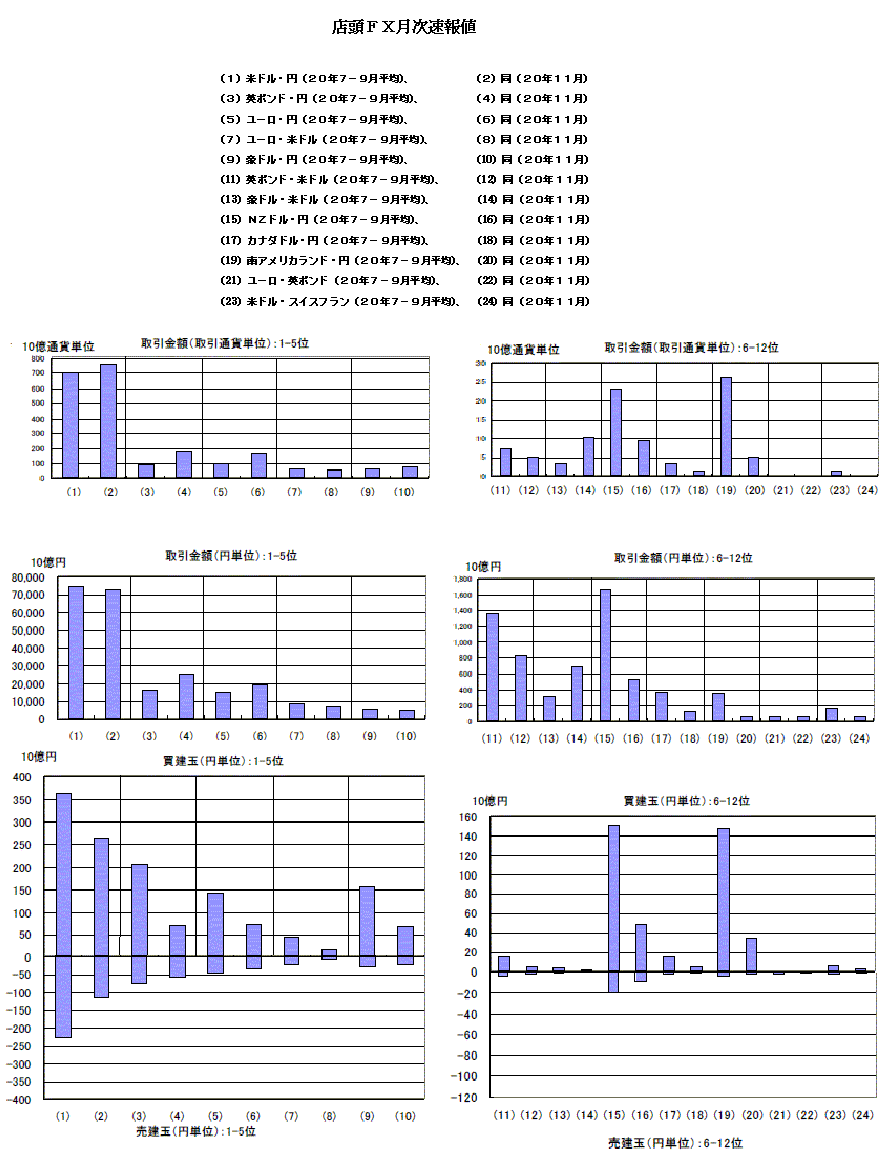 店頭ＦＸ月次速報値
(1) 米ドル・円 (２０年７－９月平均)、 (2) 同 (２０年１１月)
(3) 英ポンド・円 (２０年７－９月平均)、 (4) 同 (２０年１１月)
(5) ユーロ・円 (２０年７－９月平均)、 (6) 同 (２０年１１月)
(7) ユーロ・米ドル (２０年７－９月平均)、 (8) 同 (２０年１１月)
(9) 豪ドル・円 (２０年７－９月平均)、 (10) 同 (２０年１１月)
(11) 英ポンド・米ドル (２０年７－９月平均)、 (12) 同 (２０年１１月)
(13) 豪ドル・米ドル (２０年７－９月平均)、 (14) 同 (２０年１１月)
(15) ＮＺドル・円 (２０年７－９月平均)、 (16) 同 (２０年１１月)
(17) カナダドル・円 (２０年７－９月平均)、 (18) 同 (２０年１１月)
(19) 南アメリカランド・円 (２０年７－９月平均)、 (20) 同 (２０年１１月)
(21) ユーロ・英ポンド (２０年７－９月平均)、 (22) 同 (２０年１１月)
(23) 米ドル・スイスフラン (２０年７－９月平均)、 (24) 同 (２０年１１月)
10億通貨単位 取引金額(取引通貨単位):1-5位
800
700
600
500
400
300
200
100
0
(1) (2) (3) (4) (5) (6) (7) (8) (9) (10)
10億通貨単位 取引金額(取引通貨単位):6-12位
30
25
20
15
10
5
0
(11) (12) (13) (14) (15) (16) (17) (18) (19) (20) (21) (22) (23) (24)
10億円 取引金額(円単位):1-5位
80,000
70,000
60,000
50,000
40,000
30,000
20,000
10,000
0
(1) (2) (3) (4) (5) (6) (7) (8) (9) (10)
10億円 取引金額(円単位):6-12位
1,800
1,600
1,400
1,200
1,000
800
600
400
200
0
(11) (12) (13) (14) (15) (16) (17) (18) (19) (20) (21) (22) (23) (24)
10億円 買建玉(円単位):1-5位
400
350
300
250
200
150
100
50
0
-50
-100
-150
-200
-250
-300
-350
-400
(1) (2) (3) (4) (5) (6) (7) (8) (9) (10)
売建玉(円単位):1-5位
10億円 買建玉(円単位):6-12位
160
140
120
100
80
60
40
20
0
-20
-40
-60
-80
-100
-120
(11) (12) (13) (14) (15) (16) (17) (18) (19) (20) (21) (22) (23) (24)
売建玉(円単位):6-12位